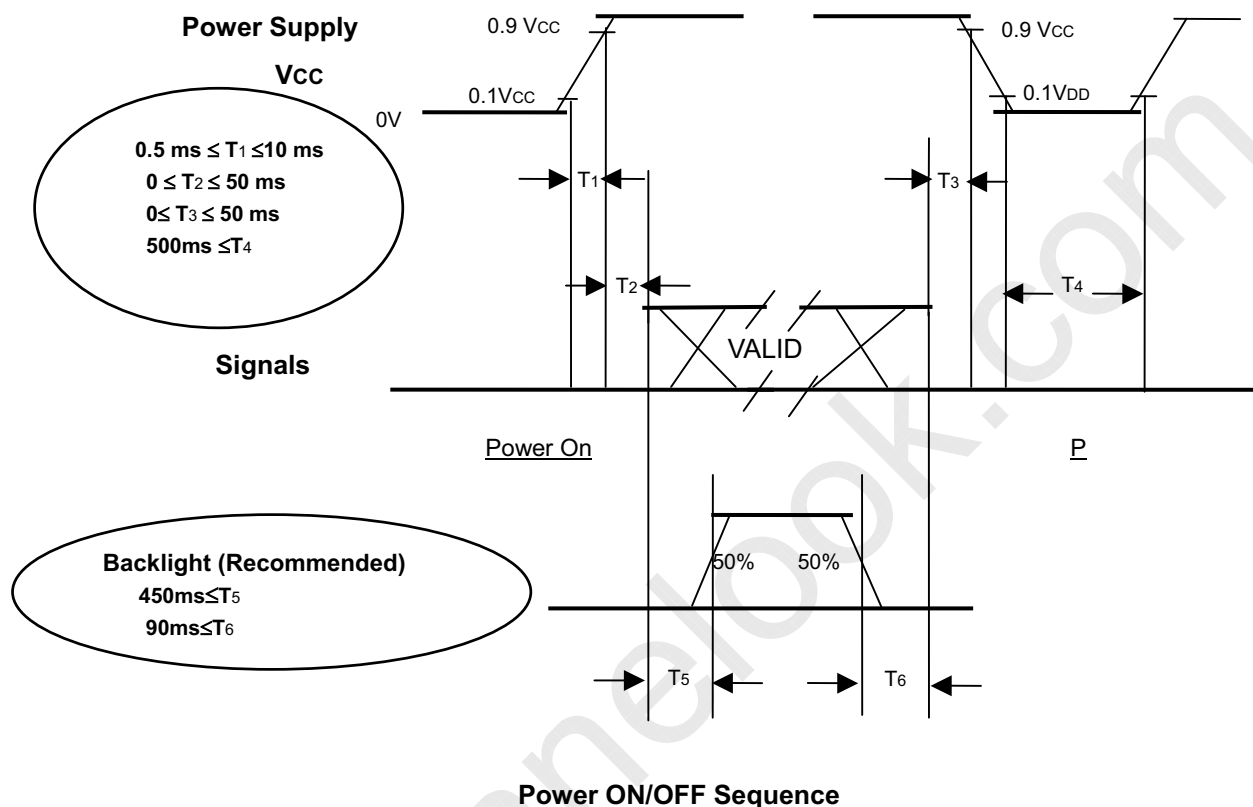 Power Supply
VCC
0.9 VCC
0.9 VCC
0.1VCC
0.1VDD
0V
0.5 ms ≤ T1 ≤10 ms
0 ≤ T2 ≤ 50 ms
0≤ T3 ≤ 50 ms
500ms ≤T4
T1
T3
T2
T4
VALID
Signals
Power On
P
Backlight (Recommended)
450ms≤T5
90ms≤T6
50%
50%
T5
T6
Power ON/OFF Sequence
nelook.com